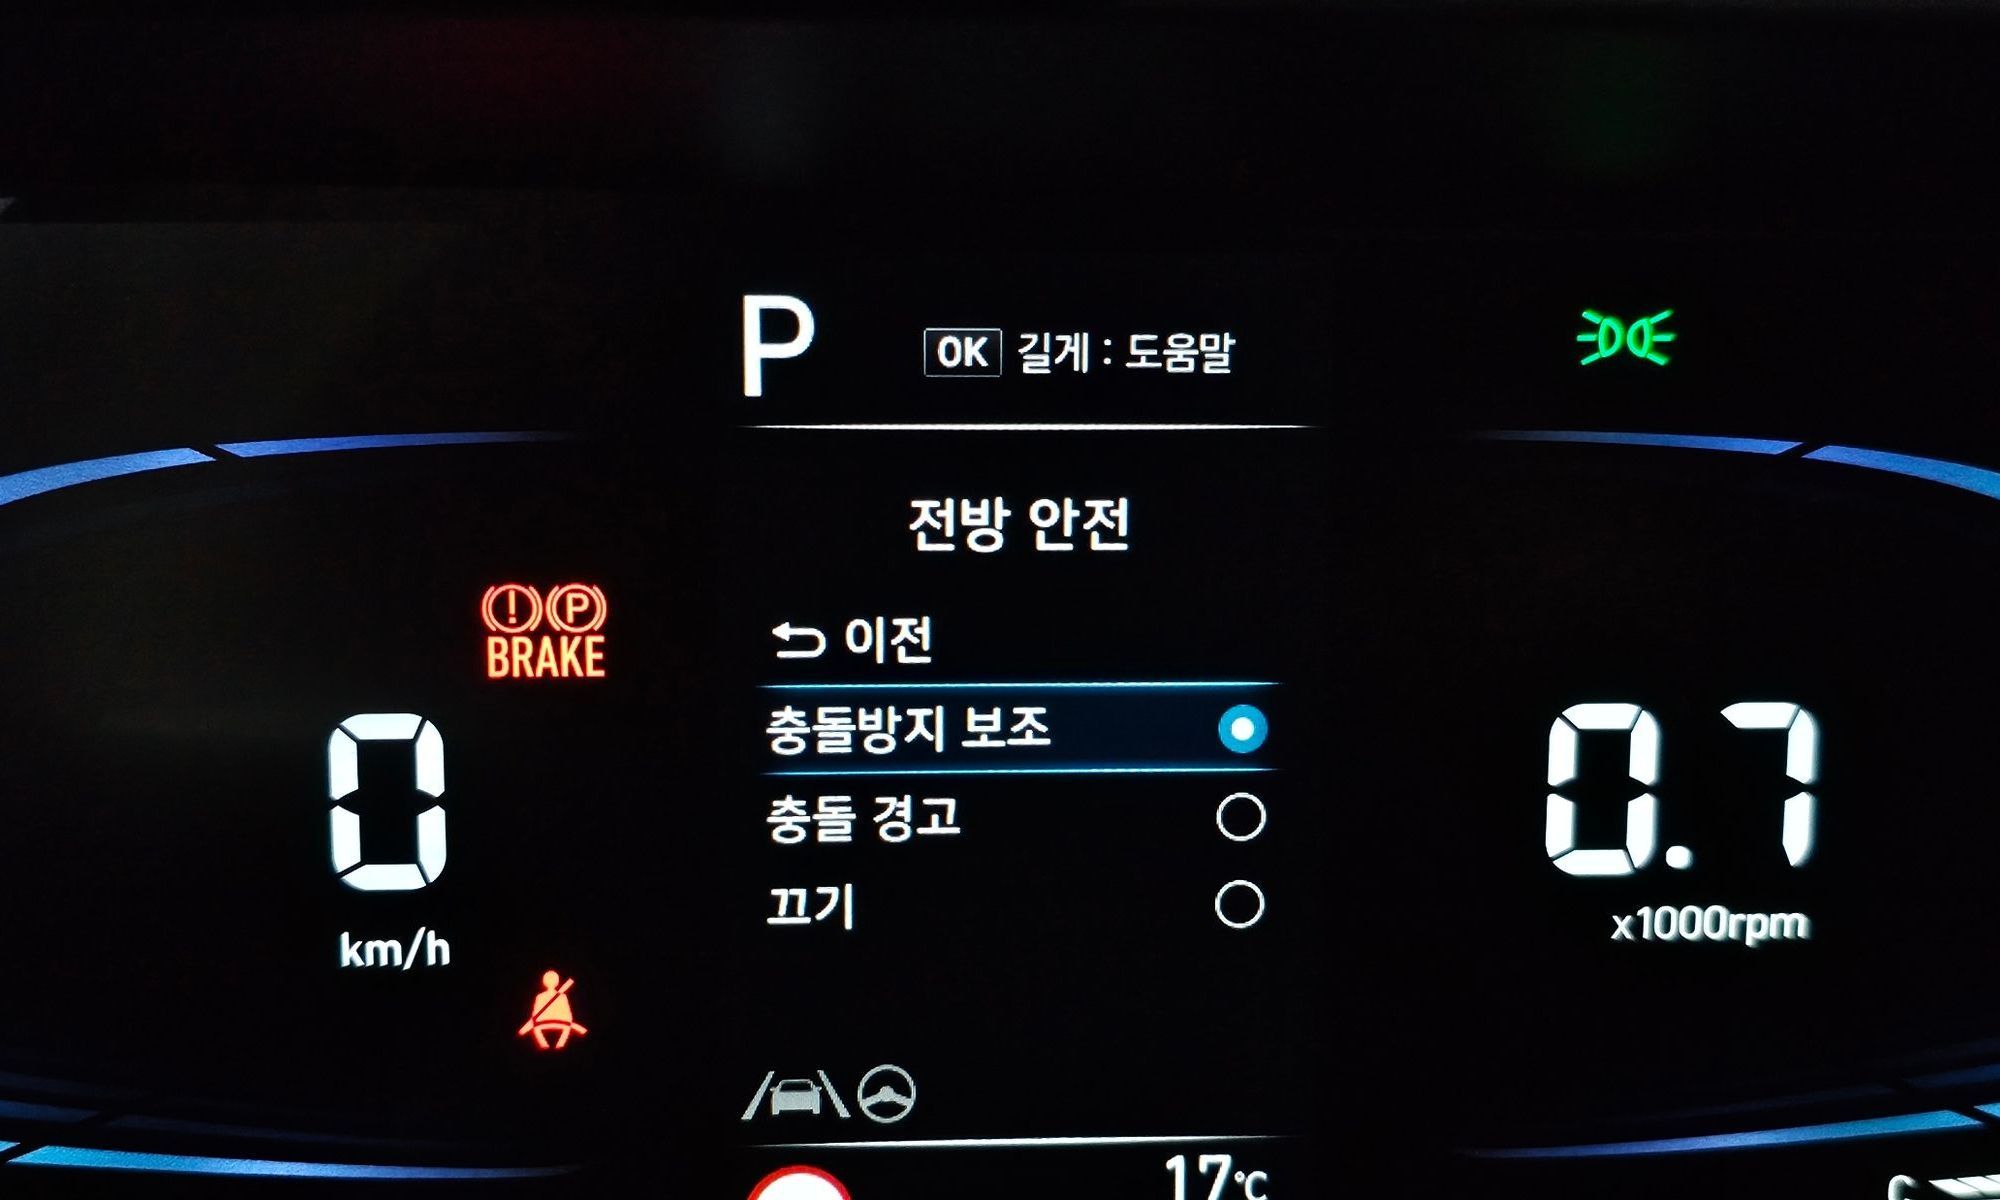 P
OK 길게 : 도움말
전방 안전
! P
BRAKE
이전
충돌방지 보조
충돌 경고
끄기
0
km/h
0.7
x1000rpm
17°C
C